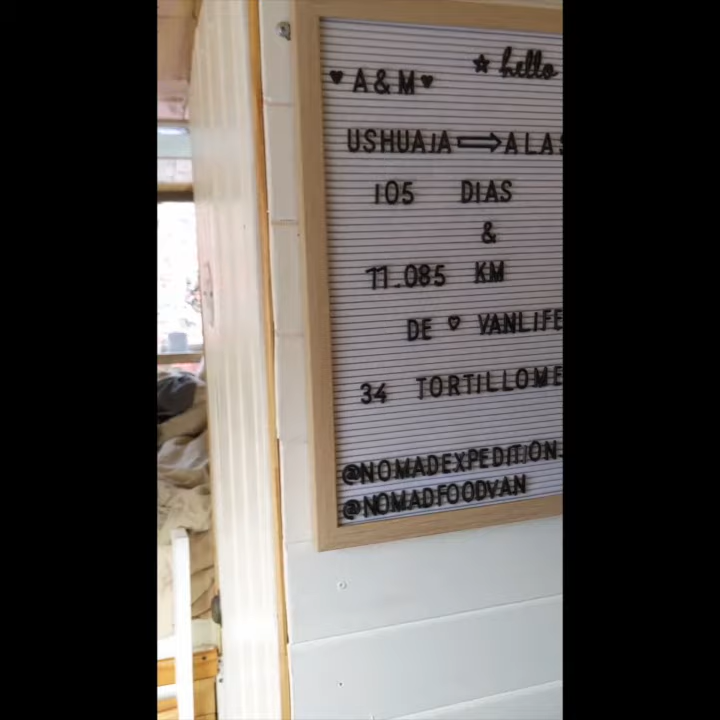 ♥ A & M ♥ ☆ hello
USHUAIA ⇒ ALAS
105 DIAS
&
11.085 KM
DE ♡ VANLIFE
34 TORTILLOME
@NOMADEXPEDITION
@NOMADFOODVAN